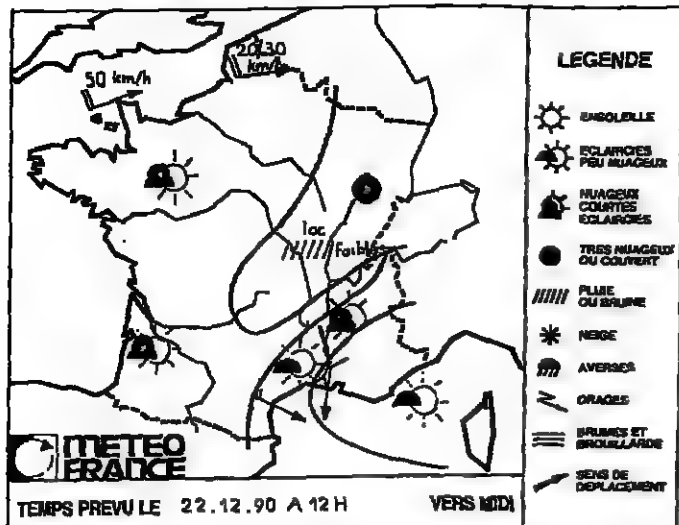 50 km/h
20/30
km/h
loc
Faibles
METEO
FRANCE
TEMPS PREVU LE 22.12.90 A 12H VERS MIDI
LEGENDE
ENSOLEILLE
ECLAIRCIES
PEU NUAGEUX
NUAGEUX
COURTES
ECLAIRCIES
TRES NUAGEUX
OU COUVERT
PLUIE
OU BRUINE
NEIGE
AVERSES
ORAGES
BRUMES ET
BROUILLARDS
SENS DE
DEPLACEMENT